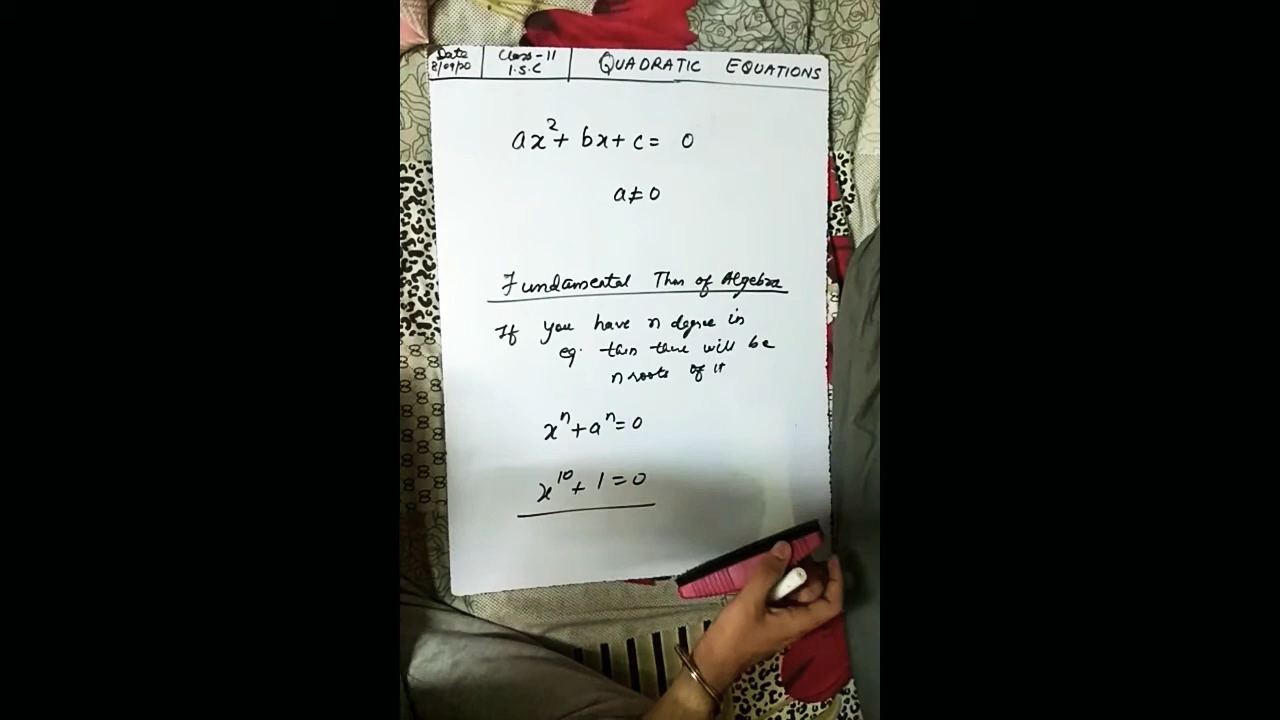 Date
8/09/20
Class-11
I.S.C
QUADRATIC EQUATIONS
ax²+ bx+ c = 0
a≠0
Fundamental Thm of Algebra
If you have n degree in
eq. then there will be
n roots of it
xⁿ+aⁿ=0
x¹⁰+ 1=0